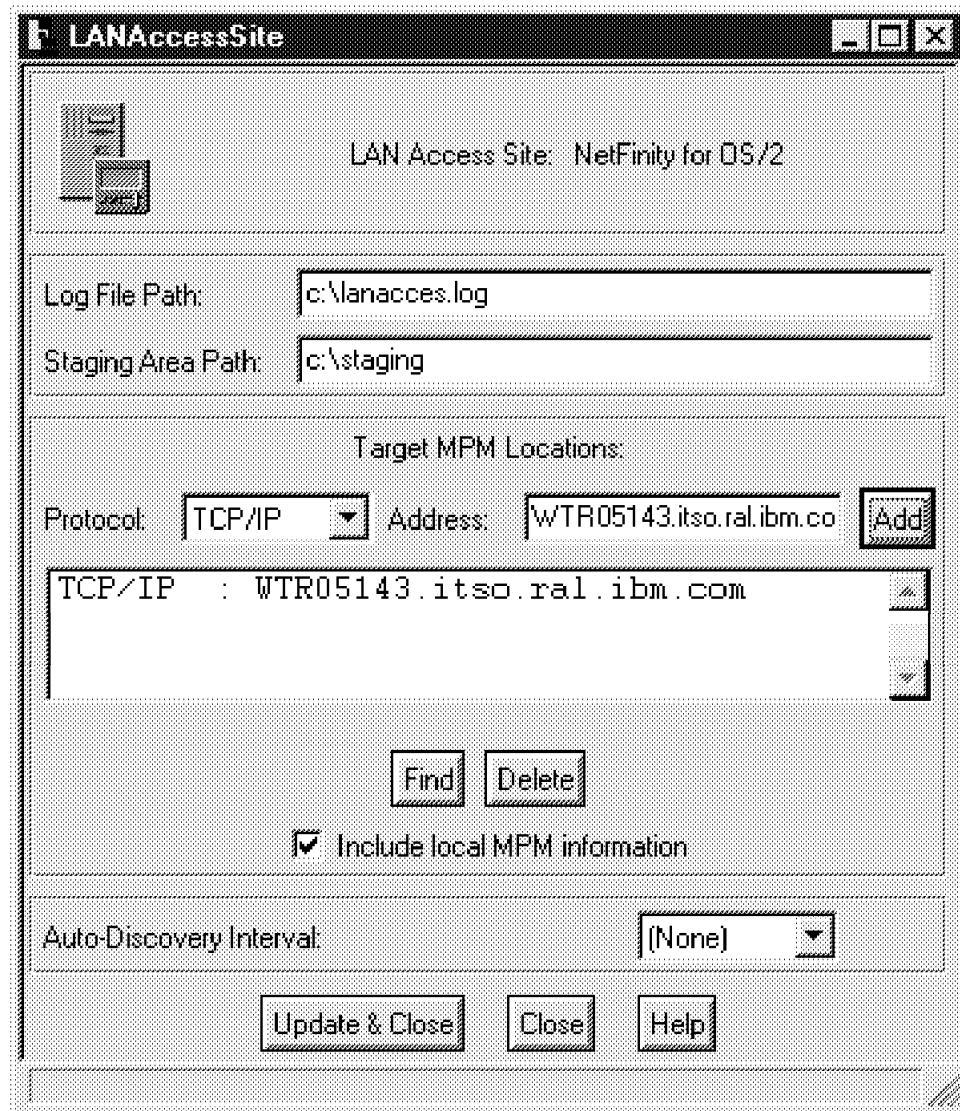 LANAccessSite
LAN Access Site: NetFinity for OS/2
Log File Path: c:\lanacces.log
Staging Area Path: c:\staging
Target MPM Locations:
Protocol: TCP/IP Address: WTR05143.itso.ral.ibm.co Add
TCP/IP : WTR05143.itso.ral.ibm.com
Find Delete
Include local MPM information
Auto-Discovery Interval: (None)
Update & Close Close Help